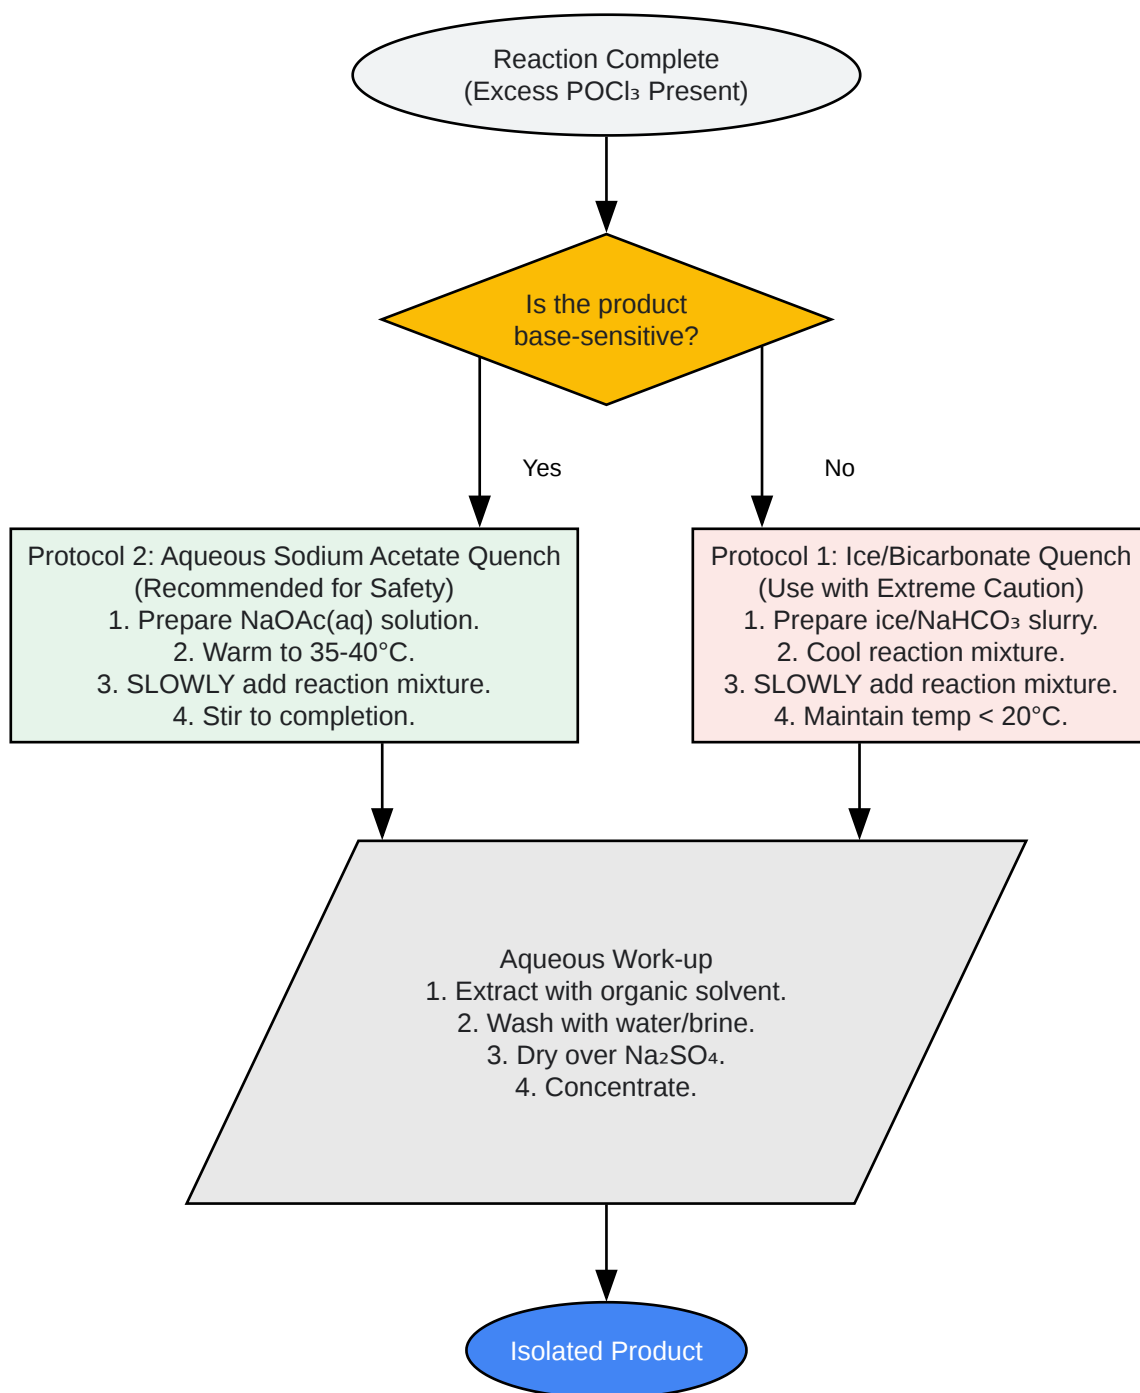 Reaction Complete
(Excess POCl₃ Present)
Is the product
base-sensitive?
Yes
No
Protocol 2: Aqueous Sodium Acetate Quench
(Recommended for Safety)
1. Prepare NaOAc(aq) solution.
2. Warm to 35-40°C.
3. SLOWLY add reaction mixture.
4. Stir to completion.
Protocol 1: Ice/Bicarbonate Quench
(Use with Extreme Caution)
1. Prepare ice/NaHCO₃ slurry.
2. Cool reaction mixture.
3. SLOWLY add reaction mixture.
4. Maintain temp < 20°C.
Aqueous Work-up
1. Extract with organic solvent.
2. Wash with water/brine.
3. Dry over Na₂SO₄.
4. Concentrate.
Isolated Product